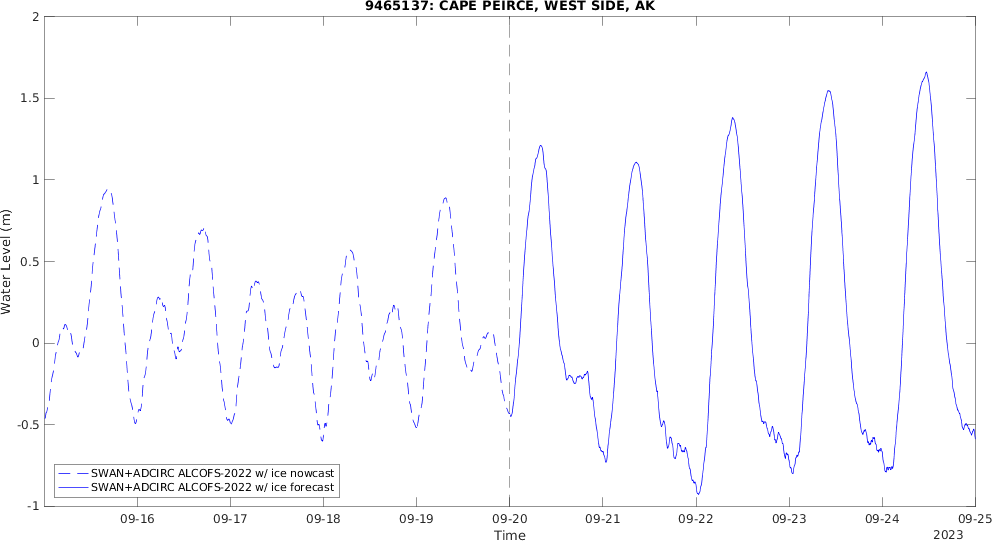 9465137: CAPE PEIRCE, WEST SIDE, AK
2
1.5
1
0.5
0
-0.5
-1
Water Level (m)
SWAN+ADCIRC ALCOFS-2022 w/ ice nowcast
SWAN+ADCIRC ALCOFS-2022 w/ ice forecast
09-16 09-17 09-18 09-19 09-20 09-21 09-22 09-23 09-24 09-25
Time
2023